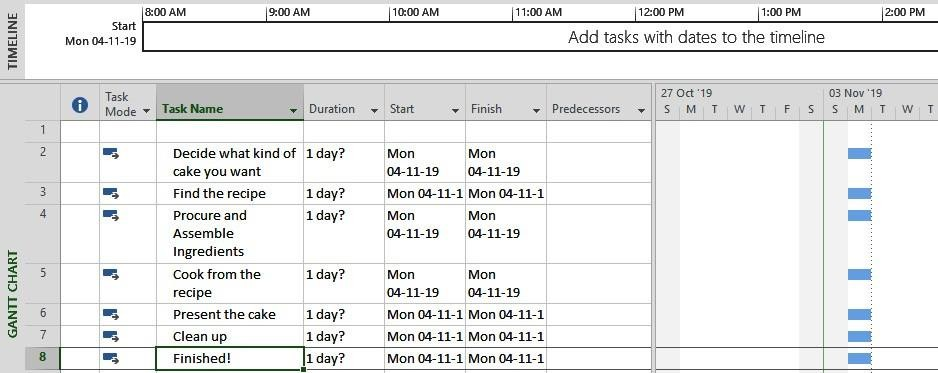 TIMELINE
Start
Mon 04-11-19
8:00 AM 9:00 AM 10:00 AM 11:00 AM 12:00 PM 1:00 PM 2:00 PM
Add tasks with dates to the timeline
GANTT CHART
Task Mode Task Name Duration Start Finish Predecessors
27 Oct '19 03 Nov '19
S M T W T F S S M T W T
1
2 Decide what kind of cake you want 1 day? Mon 04-11-19 Mon 04-11-19
3 Find the recipe 1 day? Mon 04-11-1 Mon 04-11-1
4 Procure and Assemble Ingredients 1 day? Mon 04-11-19 Mon 04-11-19
5 Cook from the recipe 1 day? Mon 04-11-19 Mon 04-11-19
6 Present the cake 1 day? Mon 04-11-1 Mon 04-11-1
7 Clean up 1 day? Mon 04-11-1 Mon 04-11-1
8 Finished! 1 day? Mon 04-11-1 Mon 04-11-1